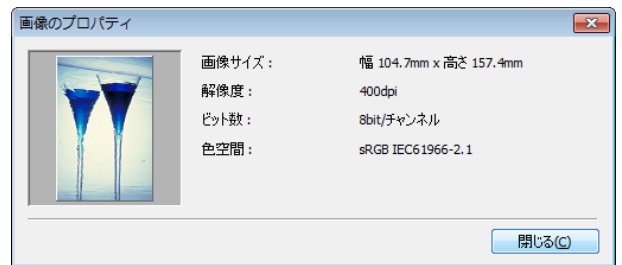 画像のプロパティ
画像サイズ： 幅 104.7mm x 高さ 157.4mm
解像度： 400dpi
ビット数： 8bit/チャンネル
色空間： sRGB IEC61966-2.1
閉じる(C)